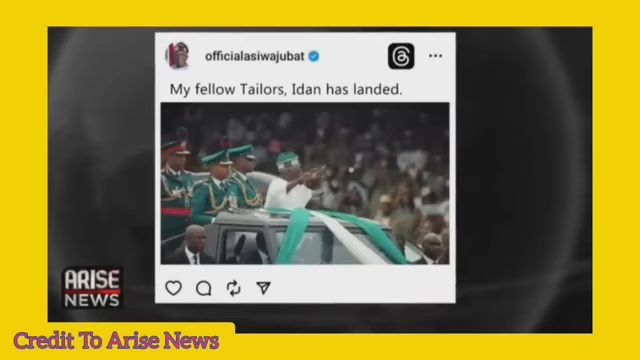 officialasiwajubat
My fellow Tailors, Idan has landed.
ARISE
NEWS
Credit To Arise News